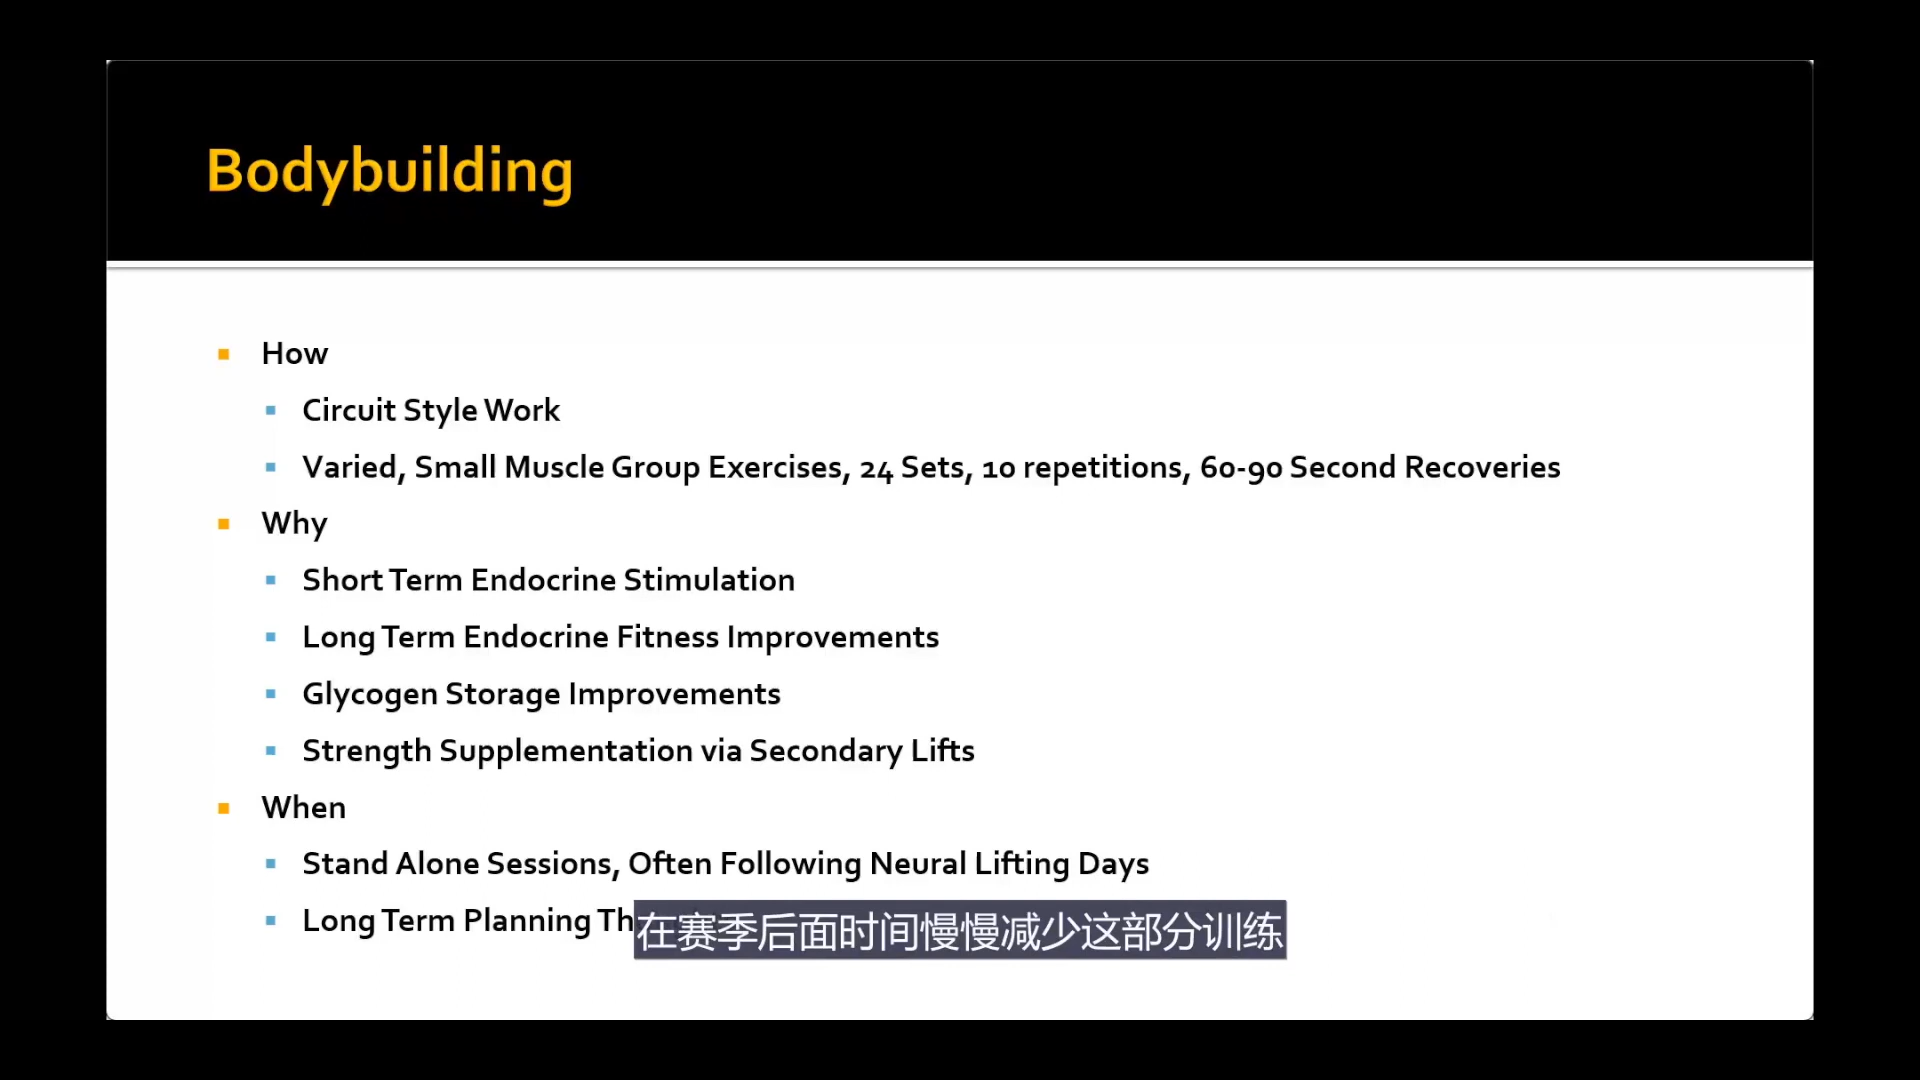 Bodybuilding
How
Circuit Style Work
Varied, Small Muscle Group Exercises, 24 Sets, 10 repetitions, 60-90 Second Recoveries
Why
Short Term Endocrine Stimulation
Long Term Endocrine Fitness Improvements
Glycogen Storage Improvements
Strength Supplementation via Secondary Lifts
When
Stand Alone Sessions, Often Following Neural Lifting Days
Long Term Planning
在赛季后面时间慢慢减少这部分训练